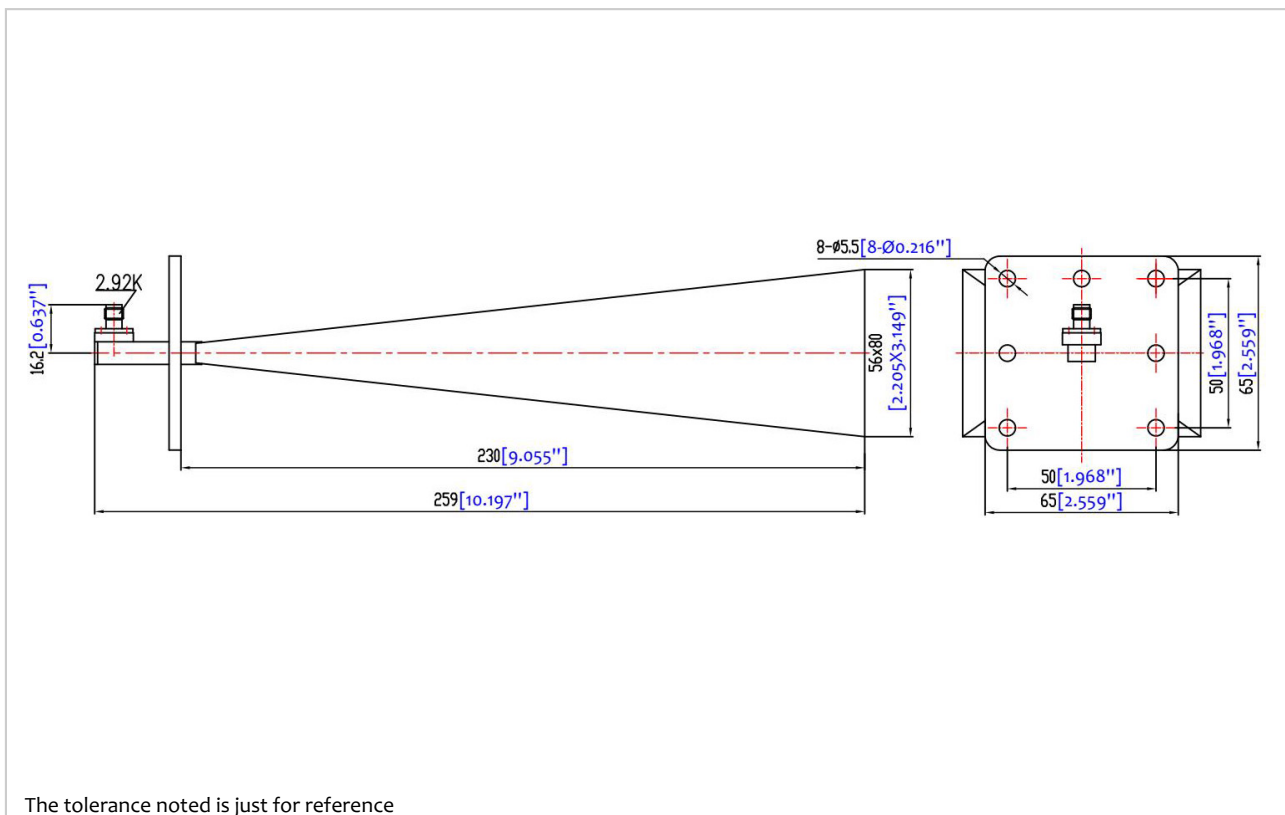 8-ø5.5[8-Ø0.216"]
2.92K
16.2[0.637"]
56x80
[2.205X3.149"]
50[1.968"]
65[2.559"]
230[9.055"]
50[1.968"]
259[10.197"]
65[2.559"]
The tolerance noted is just for reference